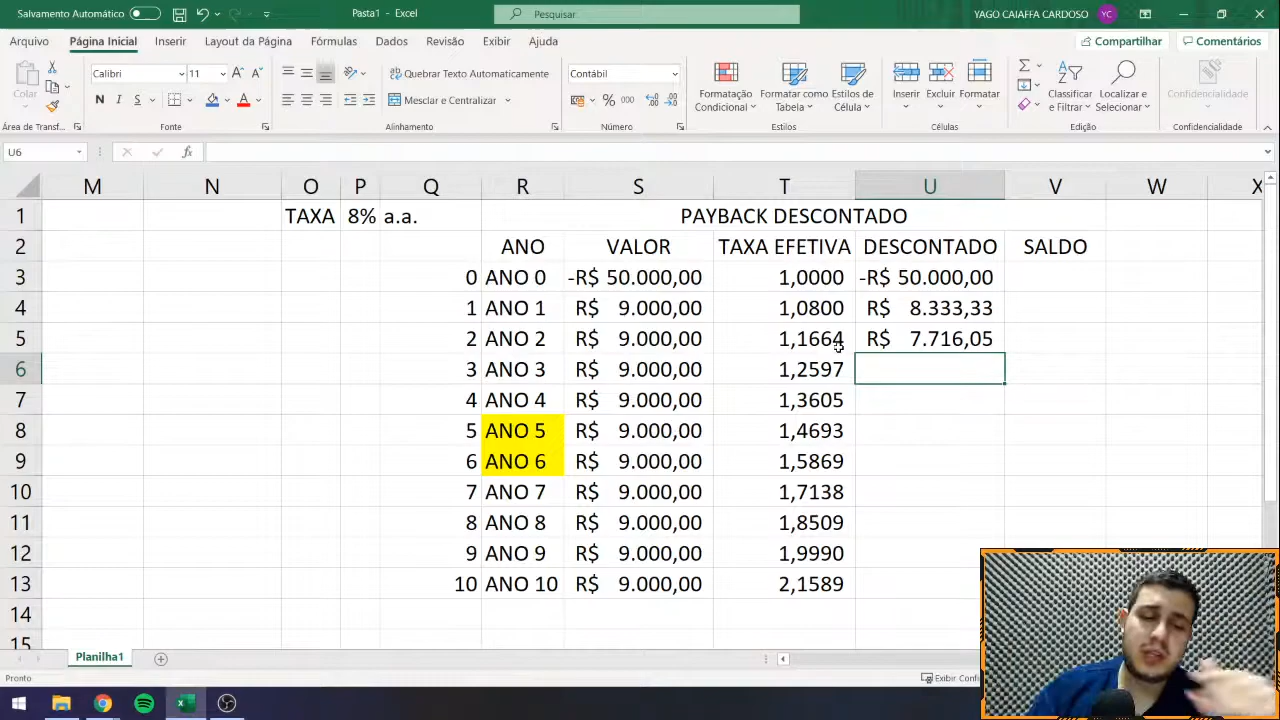 Salvamento Automático
Pasta1 - Excel
Pesquisar
YAGO CAIAFFA CARDOSO YC
Arquivo Página Inicial Inserir Layout da Página Fórmulas Dados Revisão Exibir Ajuda Compartilhar Comentários
Colar
Calibri 11
N I S
Quebrar Texto Automaticamente
Mesclar e Centralizar
Contábil
% 000
Formatação Condicional
Formatar como Tabela
Estilos de Célula
Inserir Excluir Formatar
Classificar e Filtrar
Localizar e Selecionar
Confidencialidade
Área de Transf... Fonte Alinhamento Número Estilos Células Edição Confidencialidade
U6 fx
M N O P Q R S T U V W X
1 TAXA 8% a.a. PAYBACK DESCONTADO
2 ANO VALOR TAXA EFETIVA DESCONTADO SALDO
3 0 ANO 0 -R$ 50.000,00 1,0000 -R$ 50.000,00
4 1 ANO 1 R$ 9.000,00 1,0800 R$ 8.333,33
5 2 ANO 2 R$ 9.000,00 1,1664 R$ 7.716,05
6 3 ANO 3 R$ 9.000,00 1,2597
7 4 ANO 4 R$ 9.000,00 1,3605
8 5 ANO 5 R$ 9.000,00 1,4693
9 6 ANO 6 R$ 9.000,00 1,5869
10 7 ANO 7 R$ 9.000,00 1,7138
11 8 ANO 8 R$ 9.000,00 1,8509
12 9 ANO 9 R$ 9.000,00 1,9990
13 10 ANO 10 R$ 9.000,00 2,1589
14
15
Planilha1
Pronto
Exibir Confi